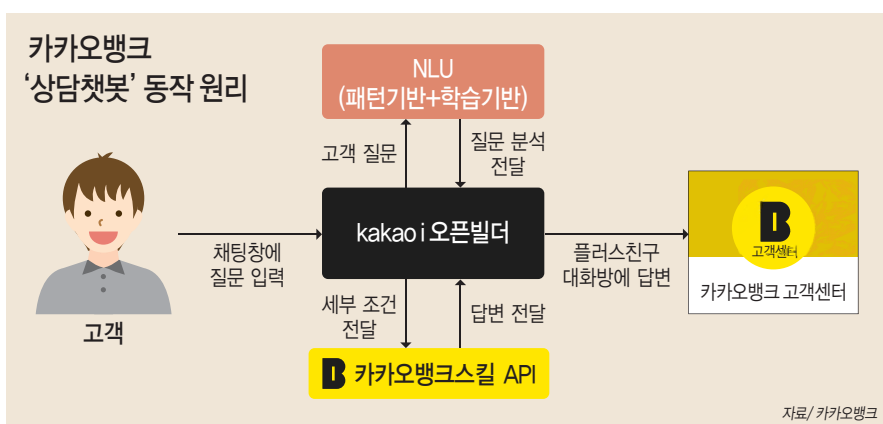 카카오뱅크
‘상담챗봇’ 동작 원리
NLU
(패턴기반+학습기반)
고객 질문
질문 분석
전달
kakao i 오픈빌더
채팅창에
질문 입력
고객
플러스친구
대화방에 답변
고객센터
카카오뱅크 고객센터
세부 조건
전달
답변 전달
카카오뱅크스킬 API
자료/ 카카오뱅크